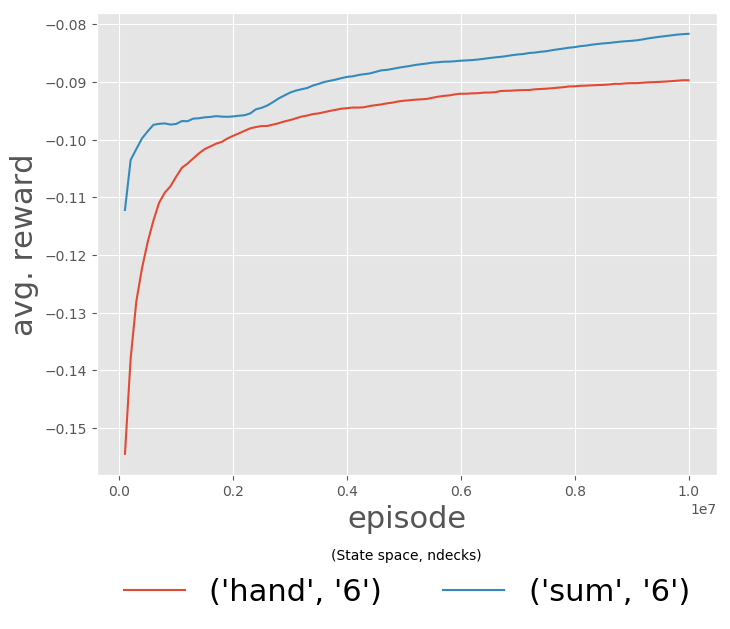 −0.08
−0.09
−0.10
−0.11
−0.12
−0.13
−0.14
−0.15
avg. reward
0.0 0.2 0.4 0.6 0.8 1.0
1e7
episode
(State space, ndecks)
('hand', '6') ('sum', '6')